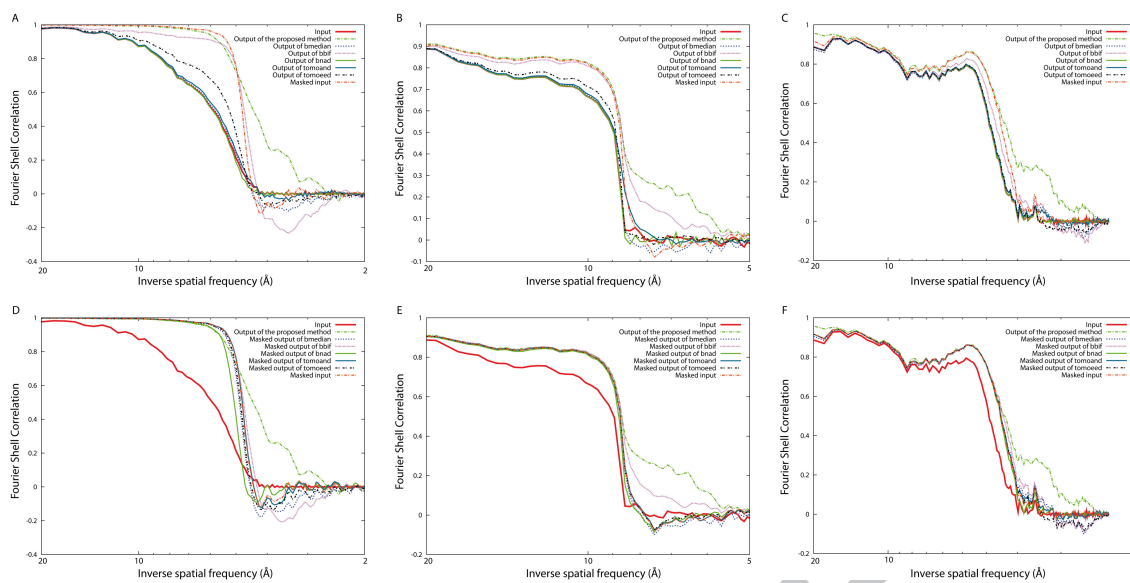 A
Input
Output of the proposed method
Output of bmedian
Output of bbif
Output of bnad
Output of tomoand
Output of tomoeed
Masked input
Fourier Shell Correlation
1
0.8
0.6
0.4
0.2
0
-0.2
-0.4
20
10
2
Inverse spatial frequency (Å)
B
Input
Output of the proposed method
Output of bmedian
Output of bbif
Output of bnad
Output of tomoand
Output of tomoeed
Masked input
Fourier Shell Correlation
1
0.9
0.8
0.7
0.6
0.5
0.4
0.3
0.2
0.1
0
-0.1
20
10
5
Inverse spatial frequency (Å)
C
Input
Output of the proposed method
Output of bmedian
Output of bbif
Output of bnad
Output of tomoand
Output of tomoeed
Masked input
Fourier Shell Correlation
1
0.8
0.6
0.4
0.2
0
-0.2
20
10
Inverse spatial frequency (Å)
D
Input
Output of the proposed method
Masked output of bmedian
Masked output of bbif
Masked output of bnad
Masked output of tomoand
Masked output of tomoeed
Masked input
Fourier Shell Correlation
1
0.8
0.6
0.4
0.2
0
-0.2
-0.4
20
10
2
Inverse spatial frequency (Å)
E
Input
Output of the proposed method
Masked output of bmedian
Masked output of bbif
Masked output of bnad
Masked output of tomoand
Masked output of tomoeed
Masked input
Fourier Shell Correlation
1
0.8
0.6
0.4
0.2
0
-0.2
20
10
5
Inverse spatial frequency (Å)
F
Input
Output of the proposed method
Masked output of bmedian
Masked output of bbif
Masked output of bnad
Masked output of tomoand
Masked output of tomoeed
Masked input
Fourier Shell Correlation
1
0.8
0.6
0.4
0.2
0
-0.2
20
10
Inverse spatial frequency (Å)